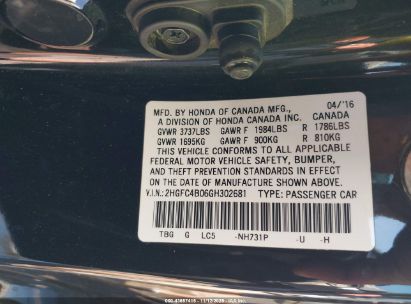 MFD. BY HONDA OF CANADA MFG., 04/'16
A DIVISION OF HONDA CANADA INC. CANADA
GVWR 3737LBS GAWR F 1984LBS R 1786LBS
GVWR 1695KG GAWR F 900KG R 810KG
THIS VEHICLE CONFORMS TO ALL APPLICABLE
FEDERAL MOTOR VEHICLE SAFETY, BUMPER,
AND THEFT PREVENTION STANDARDS IN EFFECT
ON THE DATE OF MANUFACTURE SHOWN ABOVE.
V.I.N.: 2HGFC4B06GH302681 TYPE: PASSENGER CAR
TBG G LC5 -NH731P -U -H